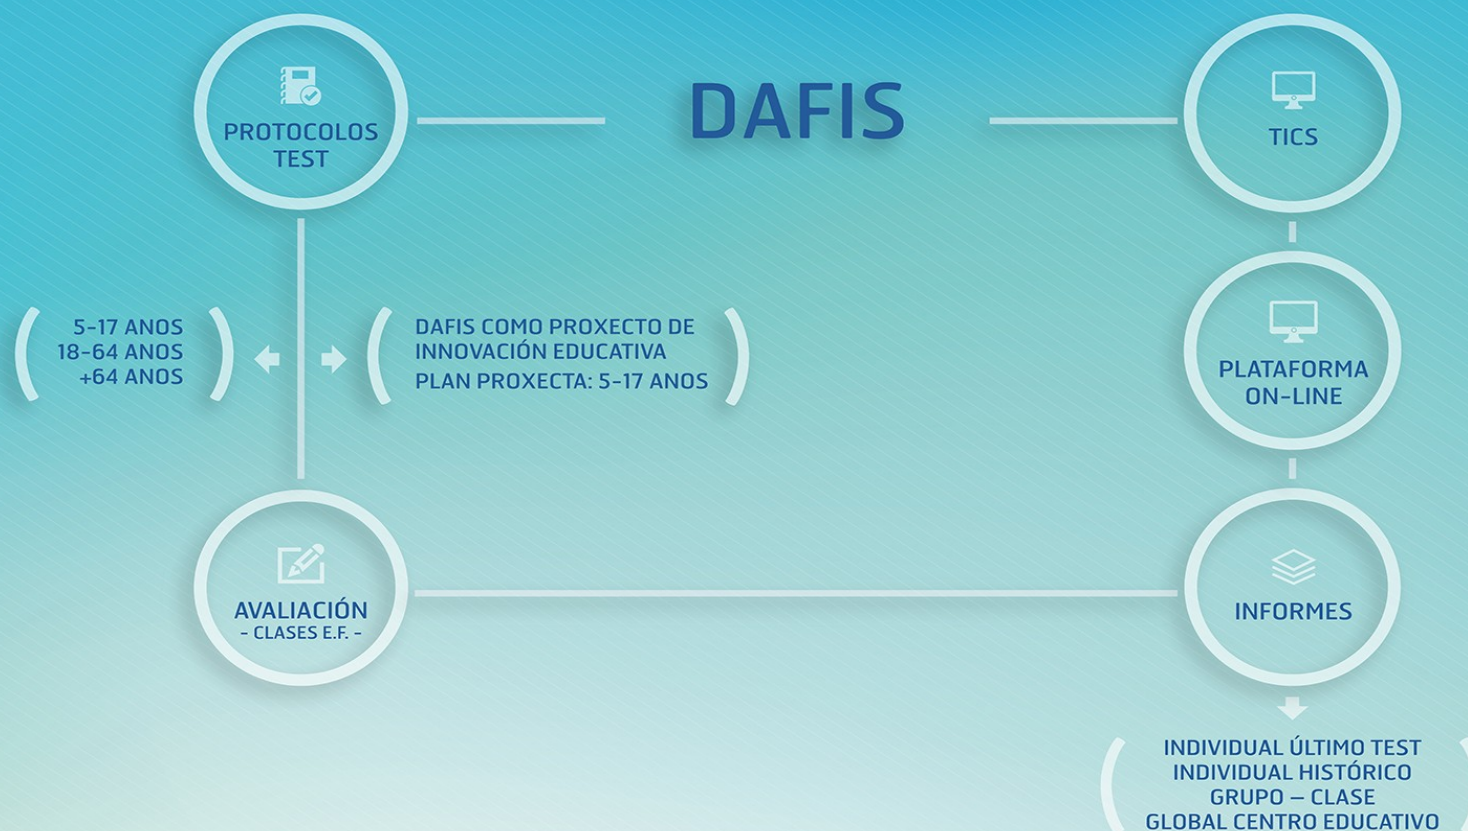 DAFIS
PROTOCOLOS
TEST
TICS
5-17 ANOS
18-64 ANOS
+64 ANOS
DAFIS COMO PROXECTO DE
INNOVACIÓN EDUCATIVA
PLAN PROXECTA: 5-17 ANOS
PLATAFORMA
ON-LINE
AVALIACIÓN
- CLASES E.F. -
INFORMES
INDIVIDUAL ÚLTIMO TEST
INDIVIDUAL HISTÓRICO
GRUPO – CLASE
GLOBAL CENTRO EDUCATIVO